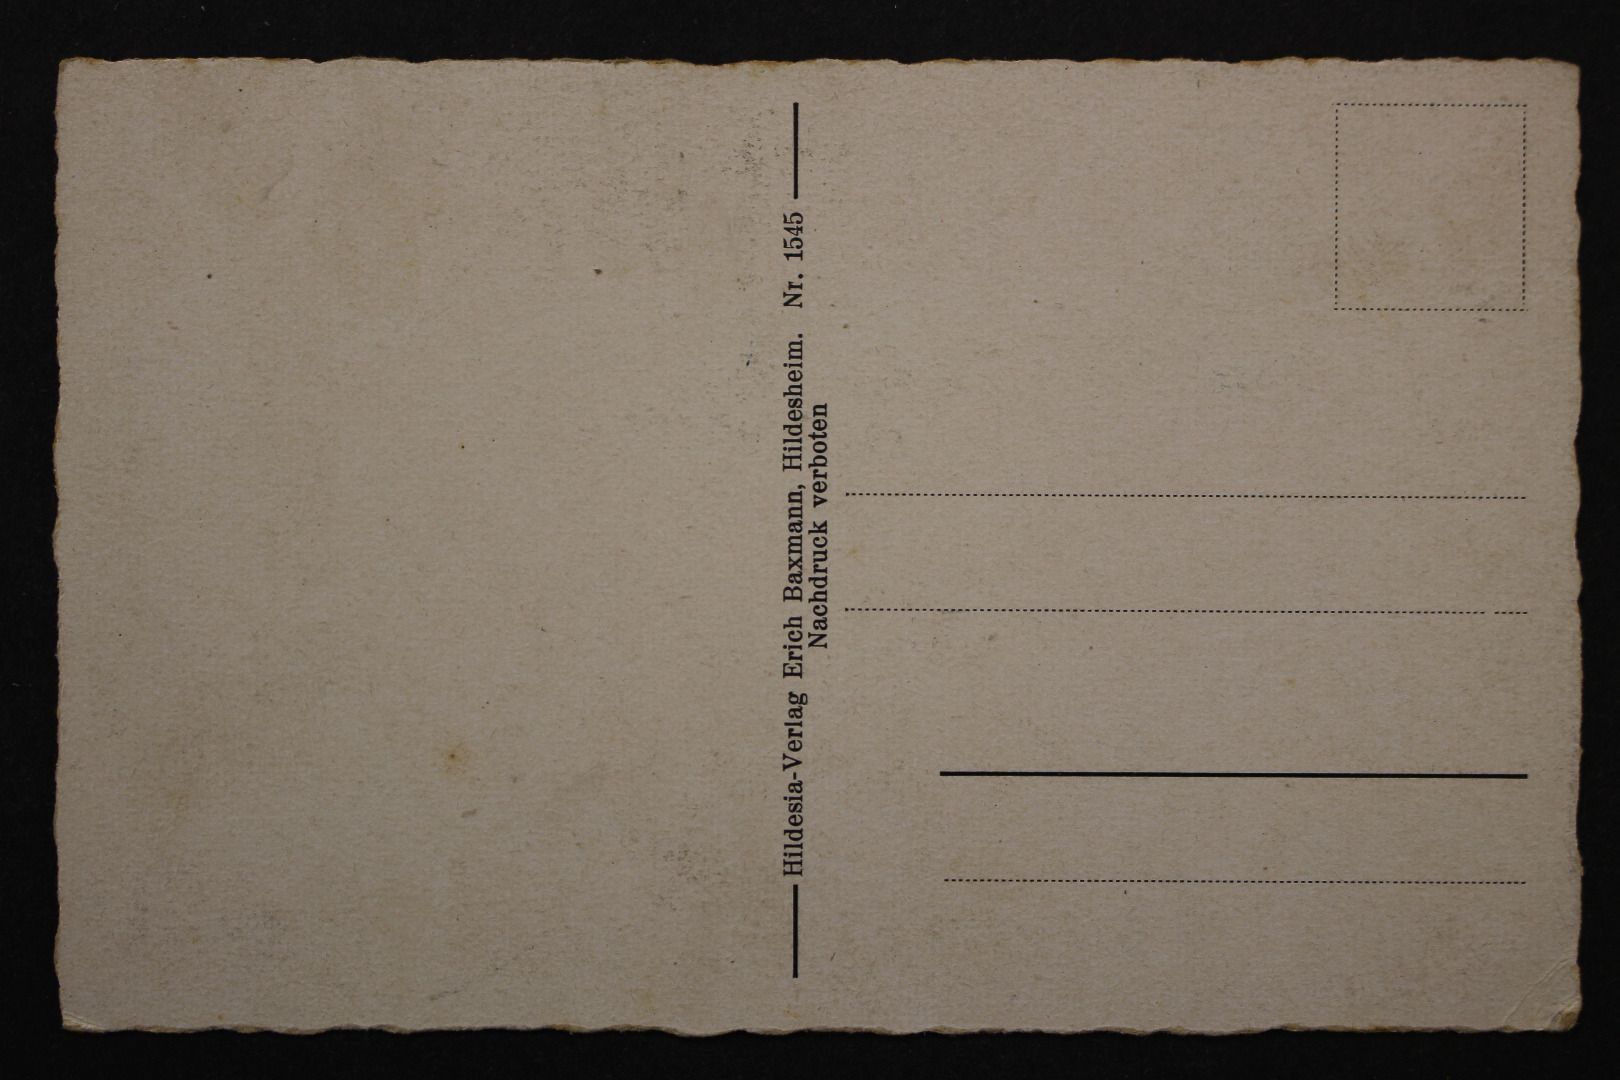 Hildesia-Verlag Erich Baxmann, Hildesheim. Nr. 1545
Nachdruck verboten